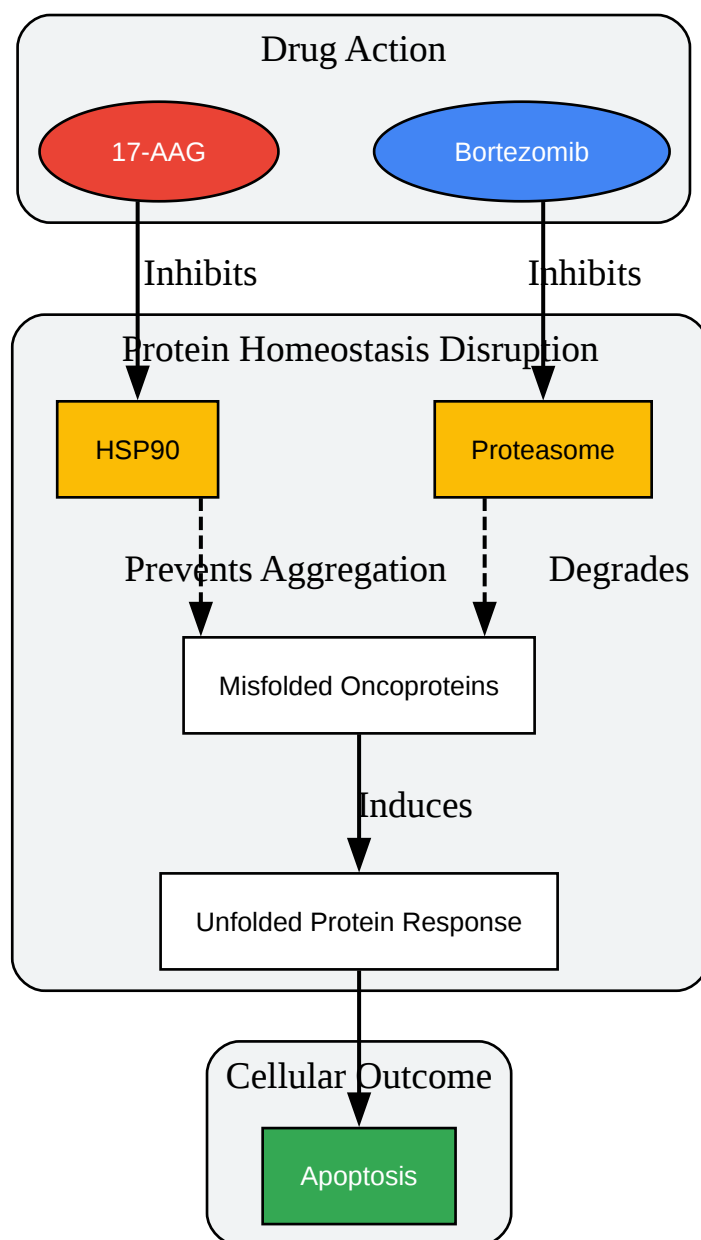 Drug Action
17-AAG
Bortezomib
Inhibits
Inhibits
Protein Homeostasis Disruption
HSP90
Proteasome
Prevents Aggregation
Degrades
Misfolded Oncoproteins
Induces
Unfolded Protein Response
Cellular Outcome
Apoptosis